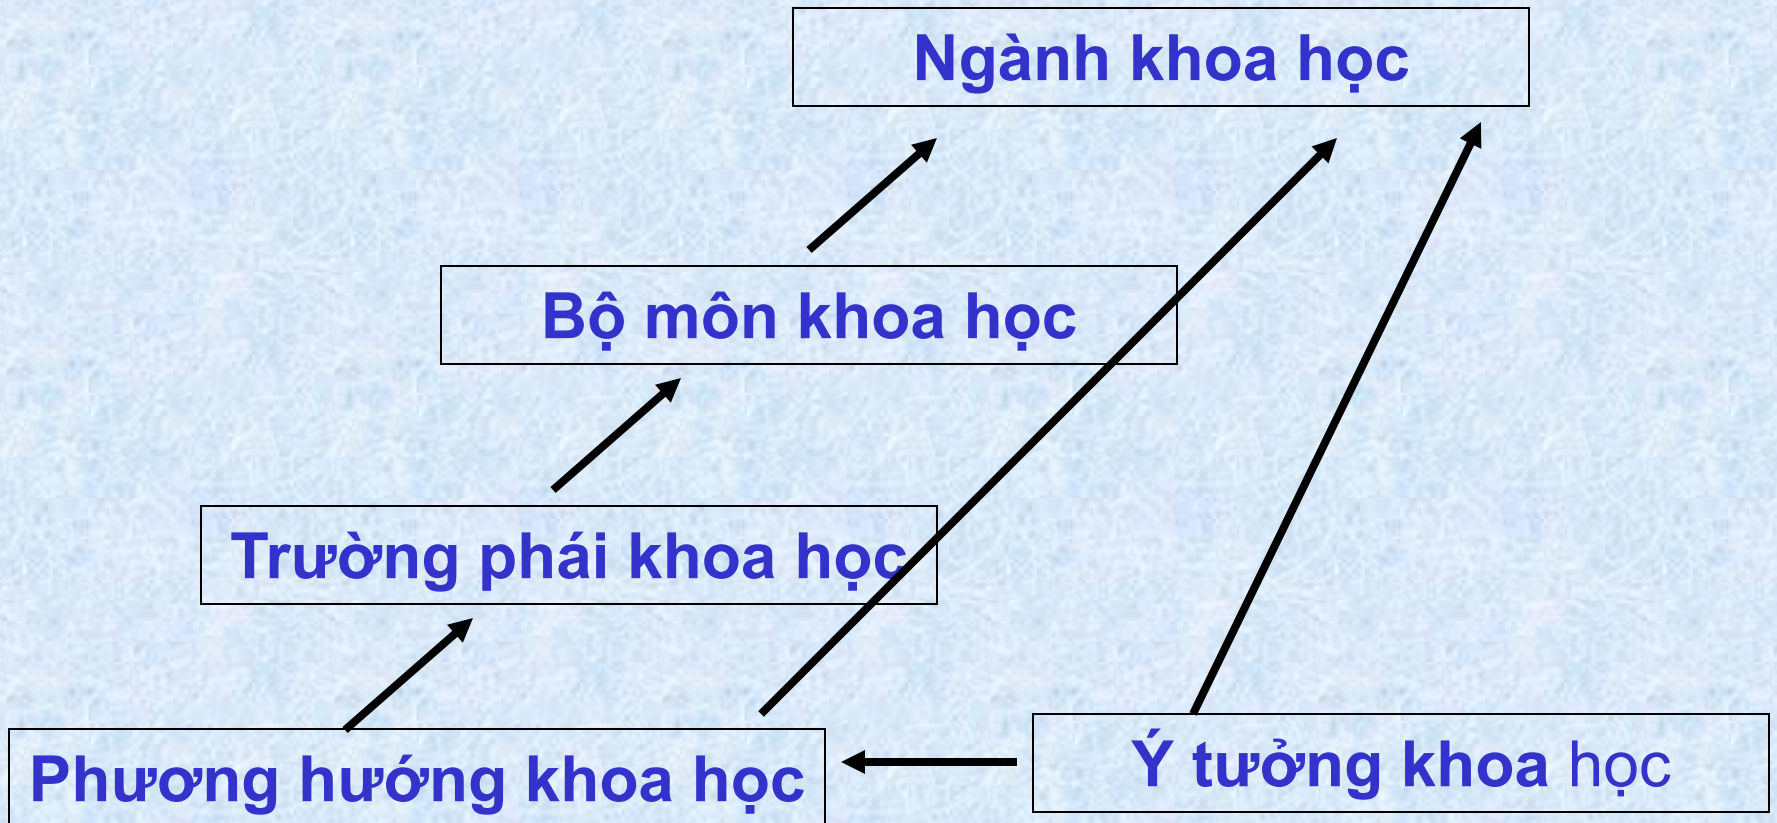 Ngành khoa học
Bộ môn khoa học
Trường phái khoa học
Phương hướng khoa học
Ý tưởng khoa học